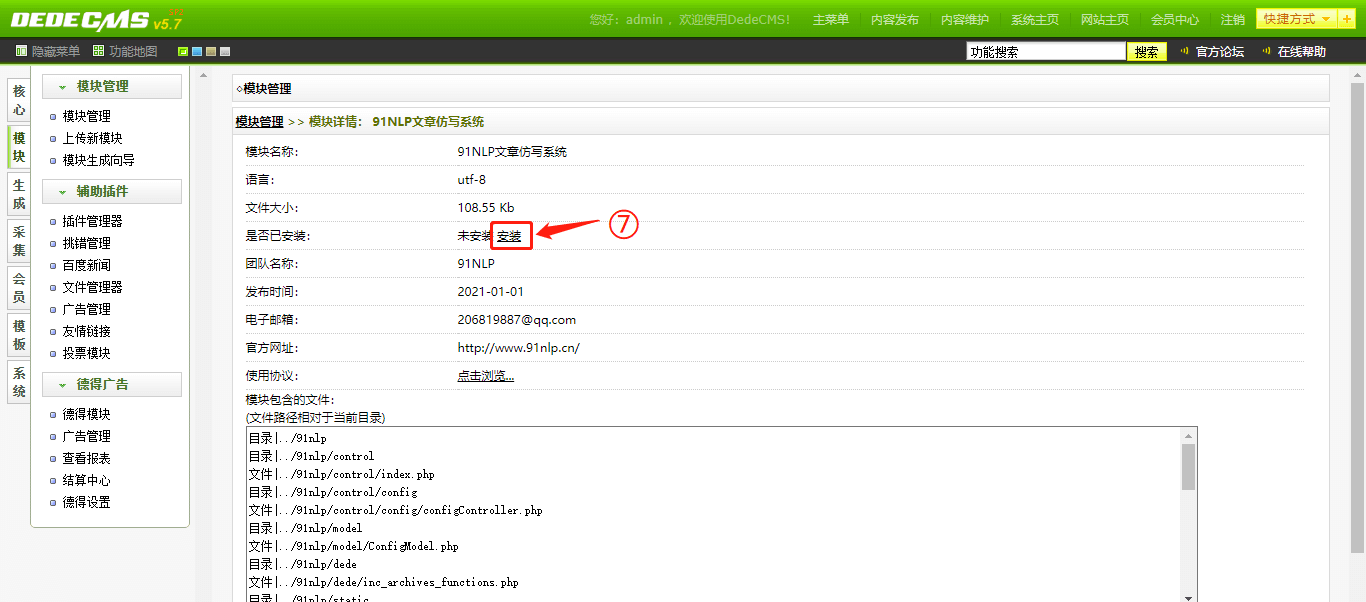 DEDECMS v5.7 SP2
您好：admin ，欢迎使用DedeCMS！ 主菜单 内容发布 内容维护 系统主页 网站主页 会员中心 注销 快捷方式 +
隐藏菜单 功能地图 功能搜索 搜索 官方论坛 在线帮助
核心
模块
生成
采集
会员
模板
系统
模块管理
模块管理
上传新模块
模块生成向导
辅助插件
插件管理器
挑错管理
百度新闻
文件管理器
广告管理
友情链接
投票模块
德得广告
德得模块
广告管理
查看报表
结算中心
德得设置
◇模块管理
模块管理 >> 模块详情： 91NLP文章仿写系统
模块名称： 91NLP文章仿写系统
语言： utf-8
文件大小： 108.55 Kb
是否已安装： 未安装 安装 ⑦
团队名称： 91NLP
发布时间： 2021-01-01
电子邮箱： 206819887@qq.com
官方网址： http://www.91nlp.cn/
使用协议： 点击浏览...
模块包含的文件：
(文件路径相对于当前目录)
目录|../91nlp
目录|../91nlp/control
文件|../91nlp/control/index.php
目录|../91nlp/control/config
文件|../91nlp/control/config/configController.php
目录|../91nlp/model
文件|../91nlp/model/ConfigModel.php
目录|../91nlp/dede
文件|../91nlp/dede/inc_archives_functions.php
目录|../91nlp/static